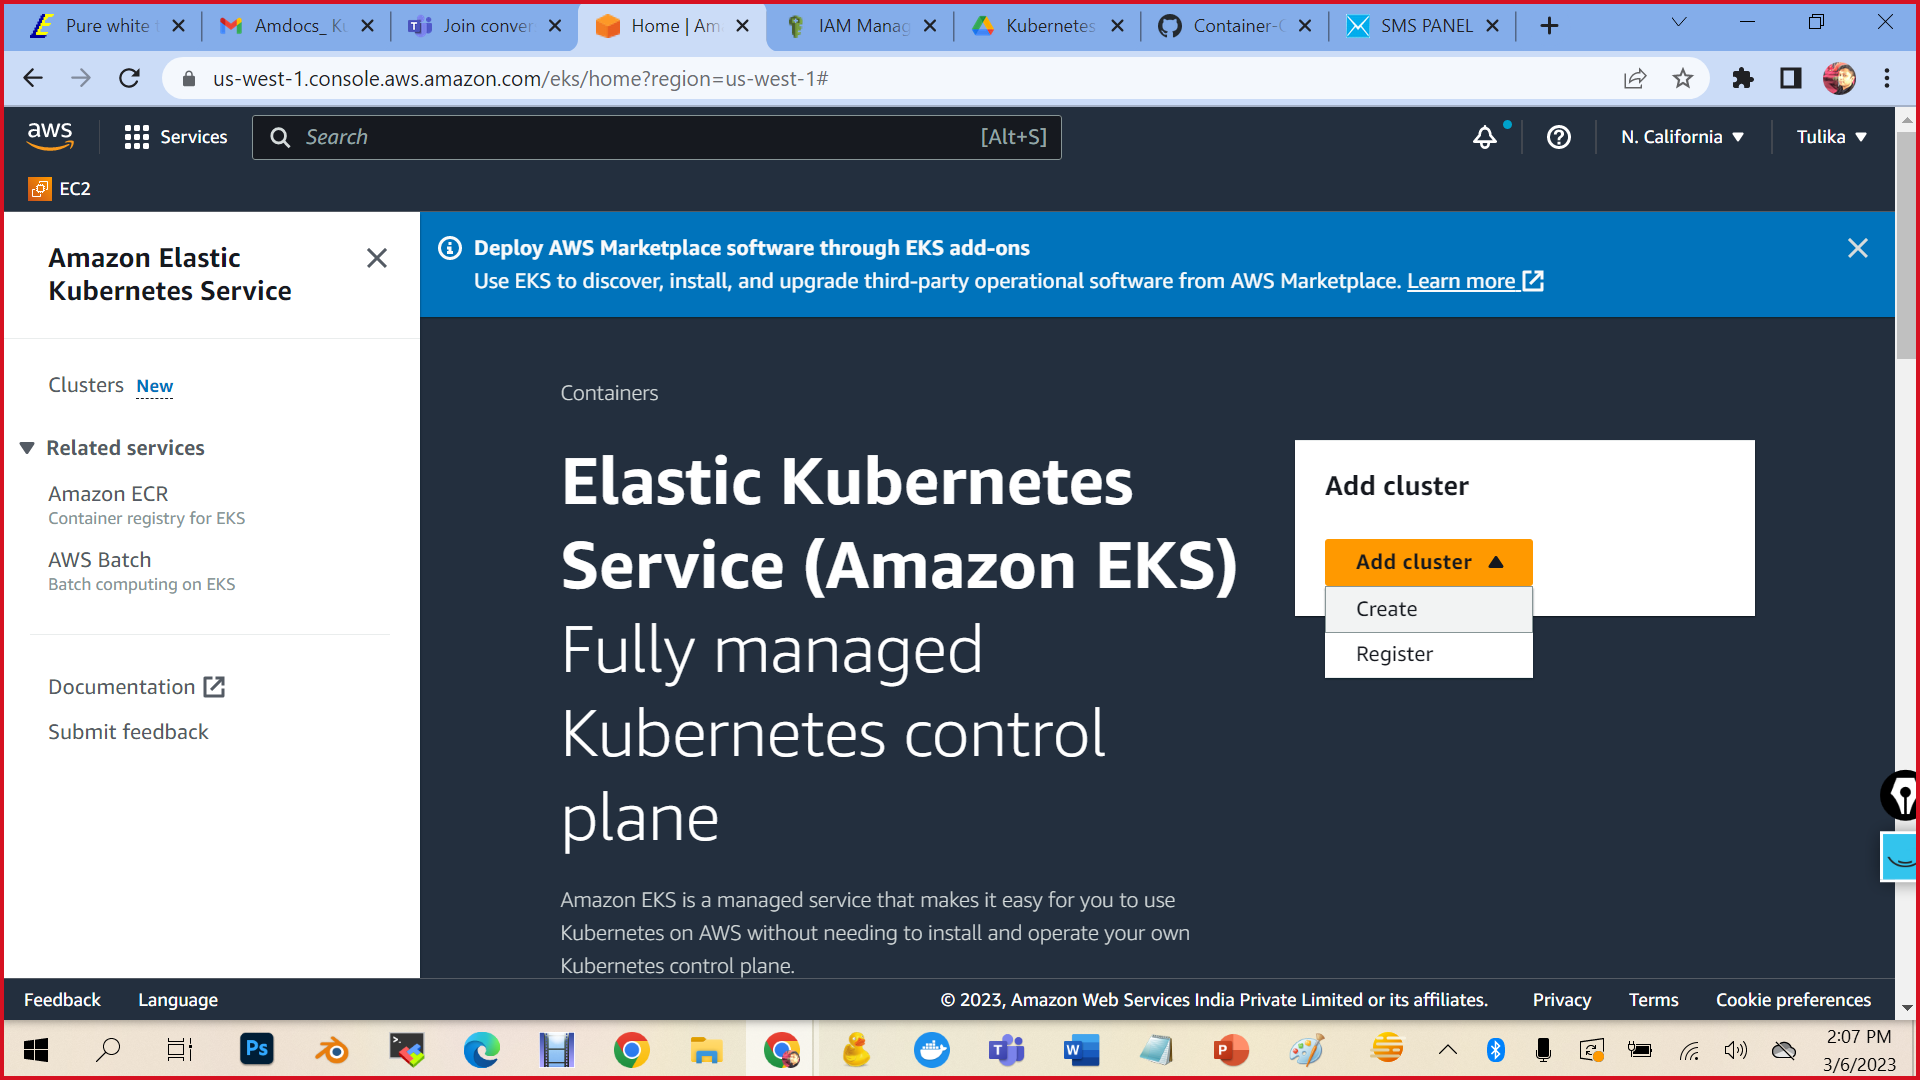 Pure white
Amdocs_ K
Join conver
Home | Am
IAM Manag
Kubernetes
Container-
SMS PANEL
us-west-1.console.aws.amazon.com/eks/home?region=us-west-1#
aws
Services
Search
[Alt+S]
N. California
Tulika
EC2
Amazon Elastic
Kubernetes Service
Clusters New
Related services
Amazon ECR
Container registry for EKS
AWS Batch
Batch computing on EKS
Documentation
Submit feedback
Deploy AWS Marketplace software through EKS add-ons
Use EKS to discover, install, and upgrade third-party operational software from AWS Marketplace. Learn more
Containers
Elastic Kubernetes
Service (Amazon EKS)
Fully managed
Kubernetes control
plane
Amazon EKS is a managed service that makes it easy for you to use
Kubernetes on AWS without needing to install and operate your own
Kubernetes control plane.
Add cluster
Add cluster
Create
Register
Feedback
Language
© 2023, Amazon Web Services India Private Limited or its affiliates.
Privacy
Terms
Cookie preferences
Ps
2:07 PM
3/6/2023